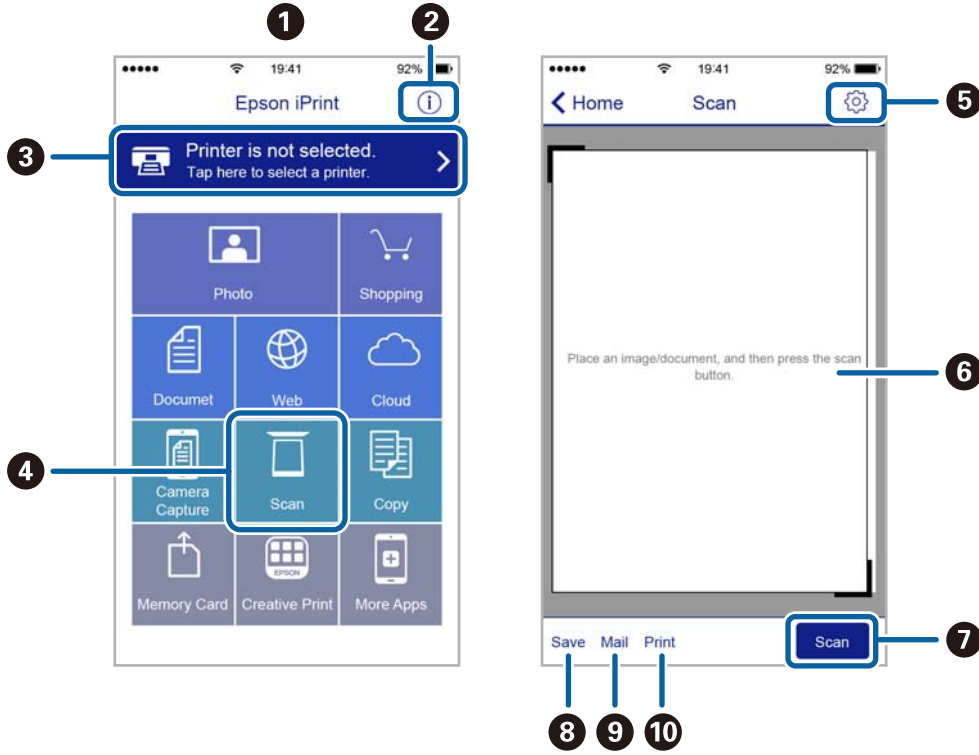 1
2
19:41
92%
Epson iPrint
i
3
Printer is not selected.
Tap here to select a printer.
Photo
Shopping
Documet
Web
Cloud
4
Camera
Capture
Scan
Copy
EPSON
Memory Card
Creative Print
More Apps
19:41
92%
Home
Scan
5
Place an image/document, and then press the scan
button.
6
Save
Mail
Print
Scan
7
8
9
10